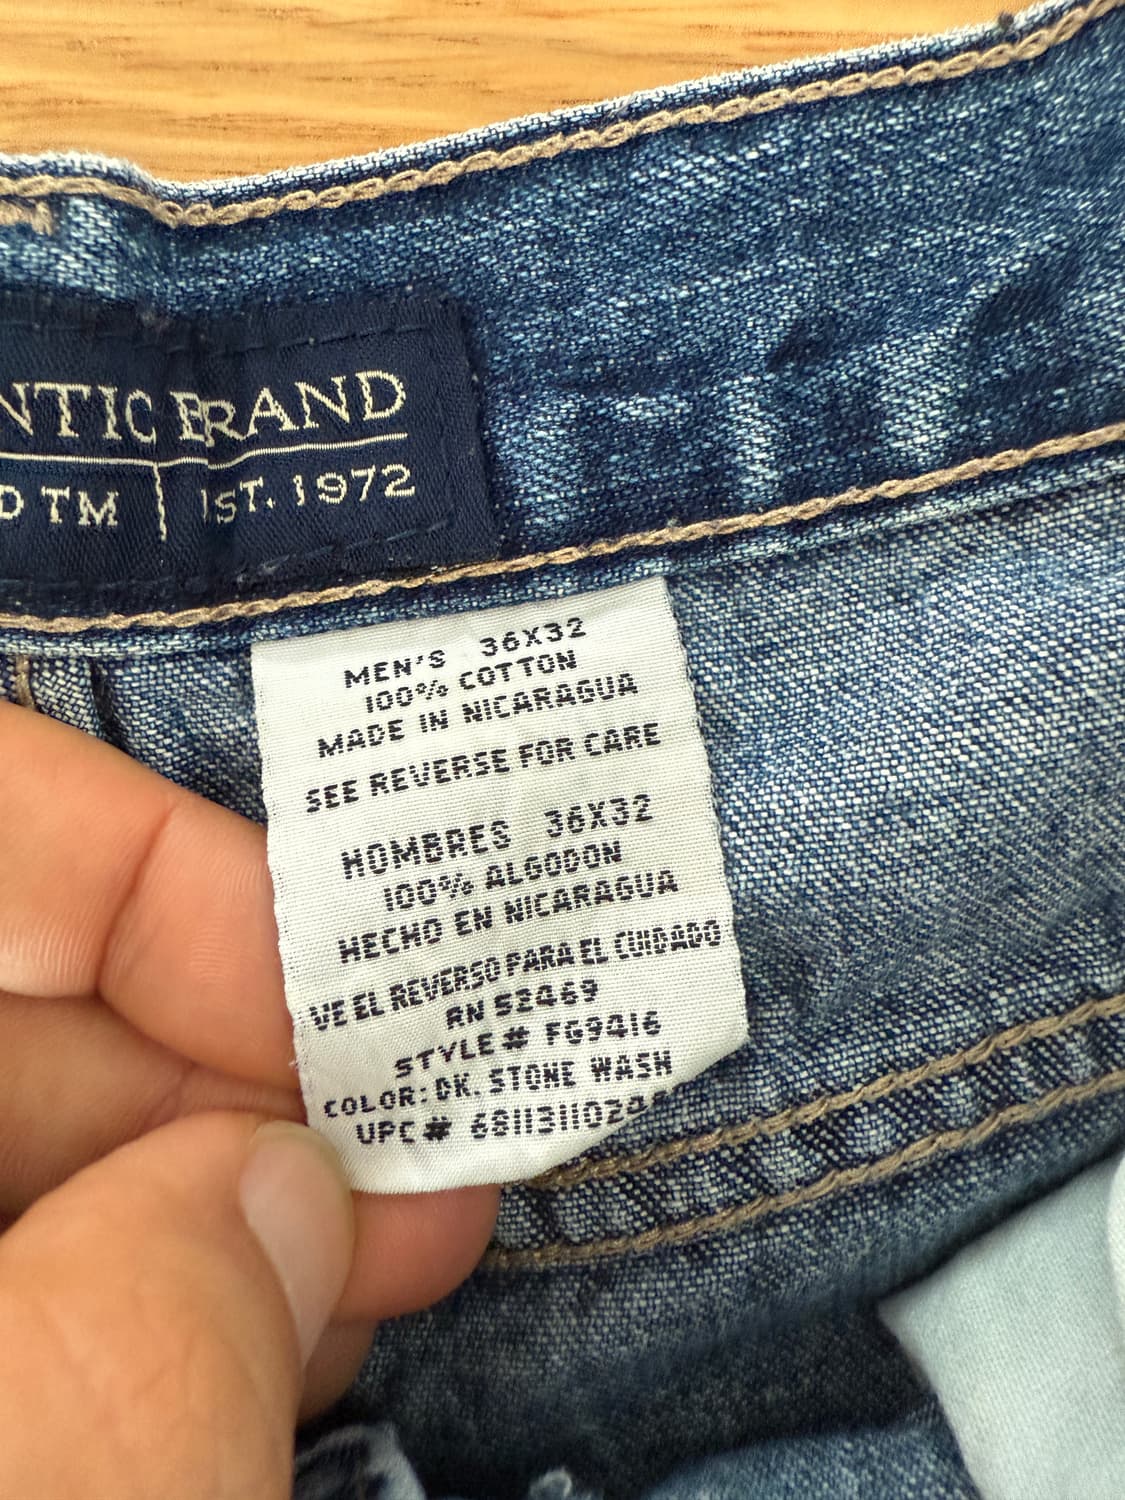 NTIC BRAND
D TM EST. 1972
MEN'S 36X32
100% COTTON
MADE IN NICARAGUA
SEE REVERSE FOR CARE
HOMBRES 36X32
100% ALGODON
HECHO EN NICARAGUA
VE EL REVERSO PARA EL CUIDADO
RN 52469
STYLE# FG9416
COLOR: DK. STONE WASH
UPC#